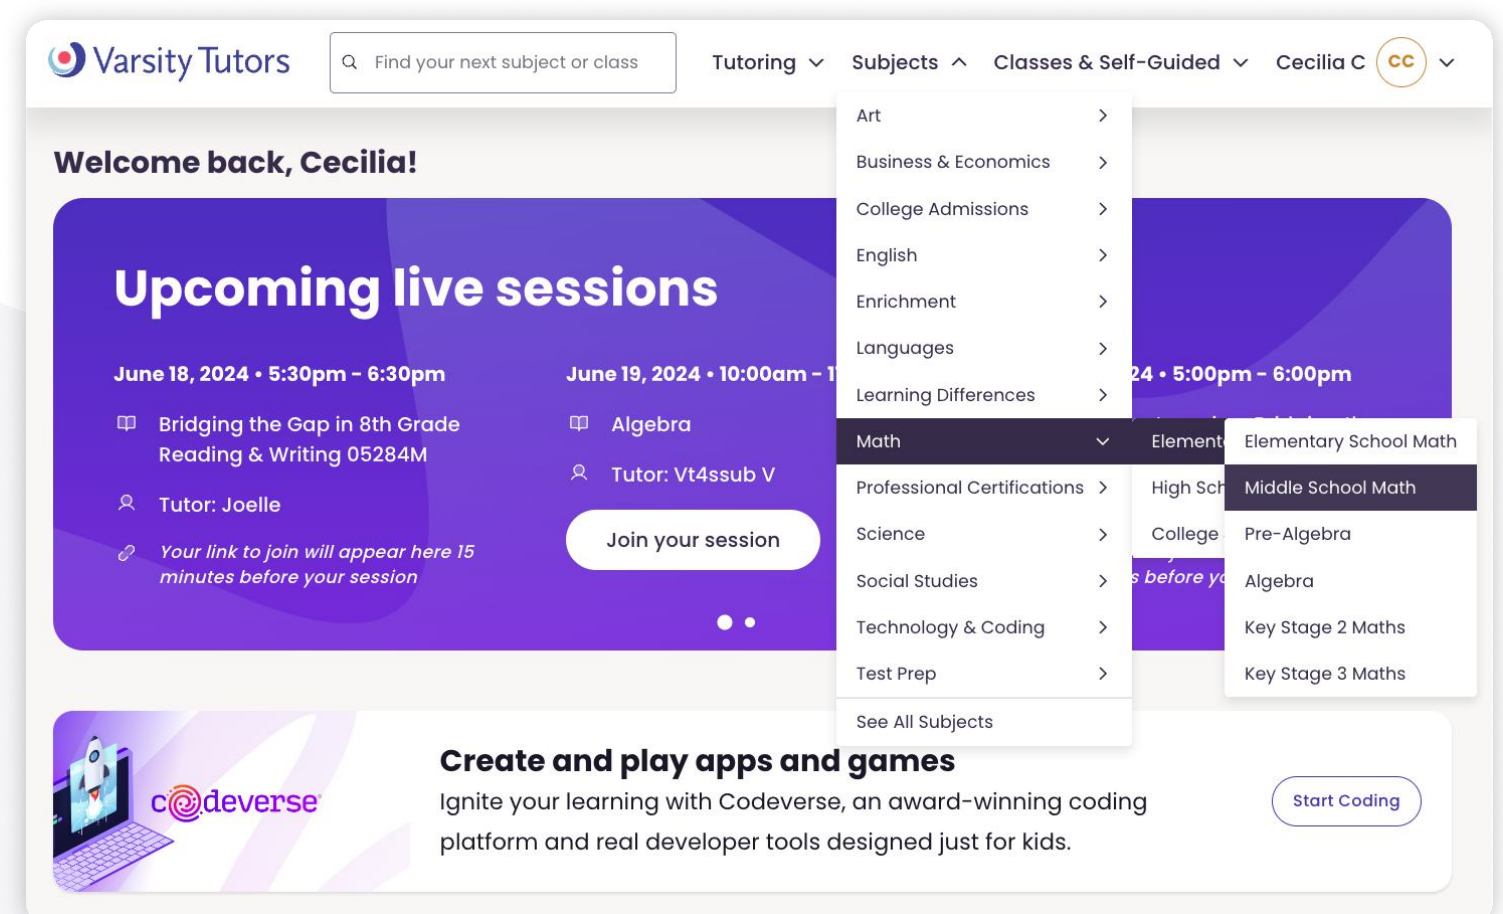 Varsity Tutors
Find your next subject or class
Tutoring
Subjects
Classes & Self-Guided
Cecilia C
CC
Welcome back, Cecilia!
Upcoming live sessions
June 18, 2024 • 5:30pm - 6:30pm
Bridging the Gap in 8th Grade
Reading & Writing 05284M
Tutor: Joelle
Your link to join will appear here 15
minutes before your session
June 19, 2024 • 10:00am - 1
Algebra
Tutor: Vt4ssub V
Join your session
24 • 5:00pm - 6:00pm
s before
Art
Business & Economics
College Admissions
English
Enrichment
Languages
Learning Differences
Math
Professional Certifications
Science
Social Studies
Technology & Coding
Test Prep
See All Subjects
Element
High Sch
College
Elementary School Math
Middle School Math
Pre-Algebra
Algebra
Key Stage 2 Maths
Key Stage 3 Maths
codeverse
Create and play apps and games
Ignite your learning with Codeverse, an award-winning coding
platform and real developer tools designed just for kids.
Start Coding